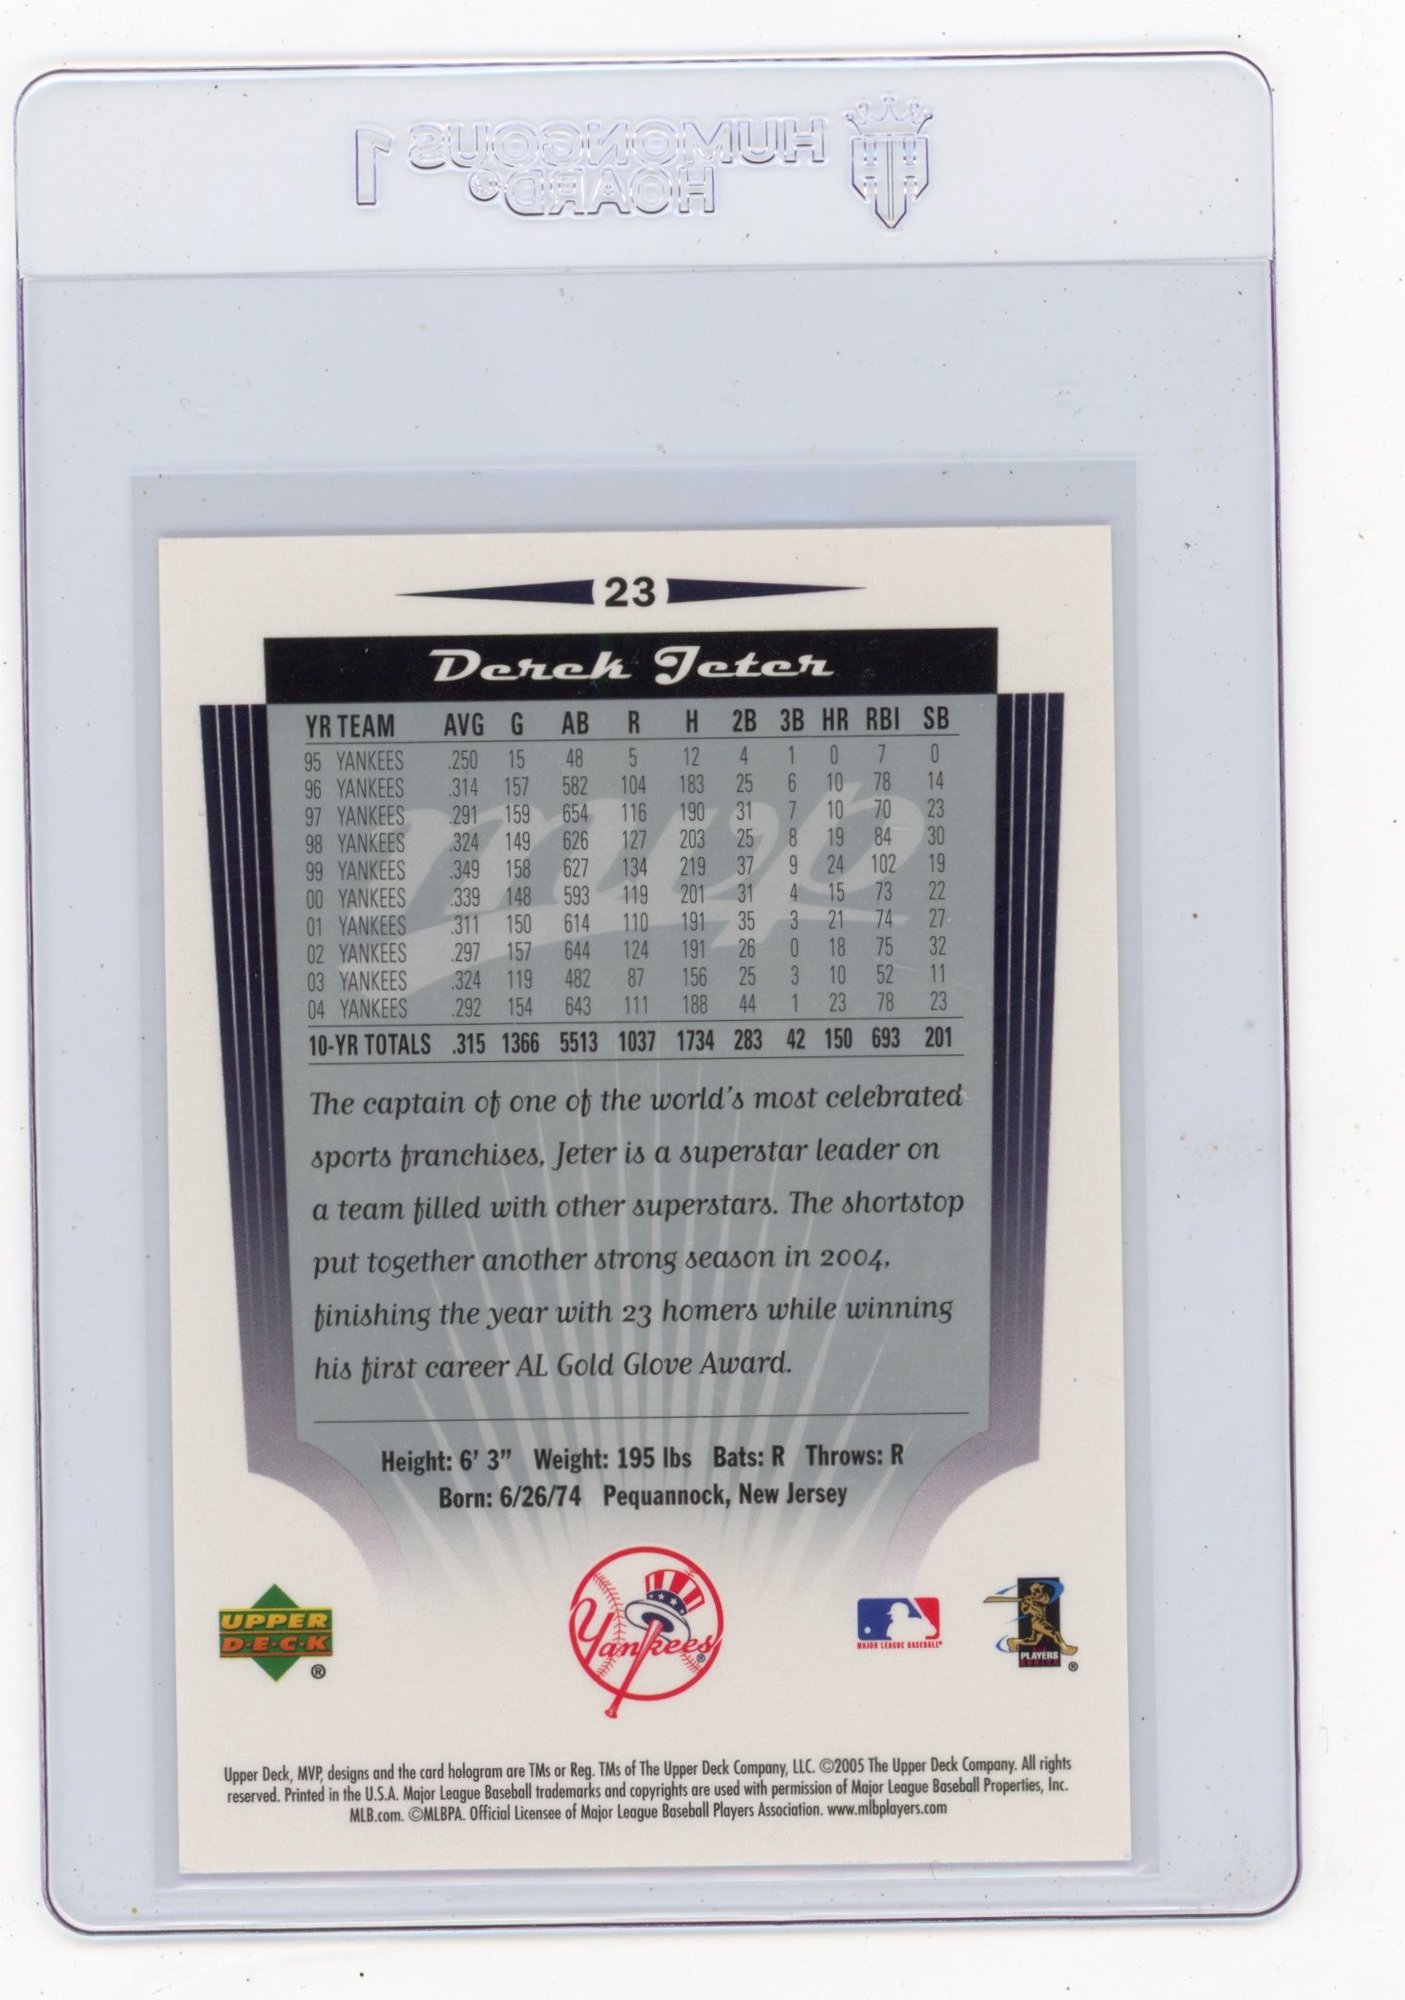 HUMONGOUS 1
HOARD®
23
Derek Jeter
YR TEAM AVG G AB R H 2B 3B HR RBI SB
95 YANKEES .250 15 48 5 12 4 1 0 7 0
96 YANKEES .314 157 582 104 183 25 6 10 78 14
97 YANKEES .291 159 654 116 190 31 7 10 70 23
98 YANKEES .324 149 626 127 203 25 8 19 84 30
99 YANKEES .349 158 627 134 219 37 9 24 102 19
00 YANKEES .339 148 593 119 201 31 4 15 73 22
01 YANKEES .311 150 614 110 191 35 3 21 74 27
02 YANKEES .297 157 644 124 191 26 0 18 75 32
03 YANKEES .324 119 482 87 156 25 3 10 52 11
04 YANKEES .292 154 643 111 188 44 1 23 78 23
10-YR TOTALS .315 1366 5513 1037 1734 283 42 150 693 201
mvp
The captain of one of the world's most celebrated
sports franchises, Jeter is a superstar leader on
a team filled with other superstars. The shortstop
put together another strong season in 2004,
finishing the year with 23 homers while winning
his first career AL Gold Glove Award.
Height: 6' 3" Weight: 195 lbs Bats: R Throws: R
Born: 6/26/74 Pequannock, New Jersey
UPPER
D·E·C·K
®
Yankees®
MAJOR LEAGUE BASEBALL®
PLAYERS
CHOICE
®
Upper Deck, MVP, designs and the card hologram are TMs or Reg. TMs of The Upper Deck Company, LLC. ©2005 The Upper Deck Company. All rights
reserved. Printed in the U.S.A. Major League Baseball trademarks and copyrights are used with permission of Major League Baseball Properties, Inc.
MLB.com. ©MLBPA. Official Licensee of Major League Baseball Players Association. www.mlbplayers.com